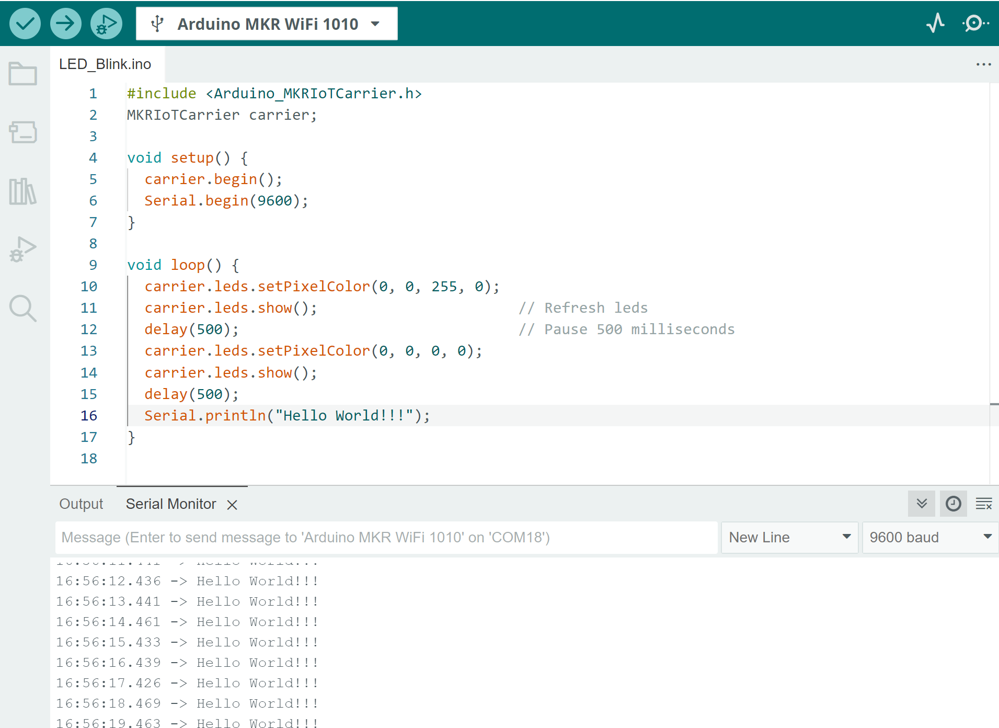 Arduino MKR WiFi 1010
LED_Blink.ino
1 #include <Arduino_MKRIoTCarrier.h>
2 MKRIoTCarrier carrier;
3
4 void setup() {
5 carrier.begin();
6 Serial.begin(9600);
7 }
8
9 void loop() {
10 carrier.leds.setPixelColor(0, 0, 255, 0);
11 carrier.leds.show(); // Refresh leds
12 delay(500); // Pause 500 milliseconds
13 carrier.leds.setPixelColor(0, 0, 0, 0);
14 carrier.leds.show();
15 delay(500);
16 Serial.println("Hello World!!!");
17 }
18
Output Serial Monitor
Message (Enter to send message to 'Arduino MKR WiFi 1010' on 'COM18') New Line 9600 baud
16:56:11.441 -> Hello World!!!
16:56:12.436 -> Hello World!!!
16:56:13.441 -> Hello World!!!
16:56:14.461 -> Hello World!!!
16:56:15.433 -> Hello World!!!
16:56:16.439 -> Hello World!!!
16:56:17.426 -> Hello World!!!
16:56:18.469 -> Hello World!!!
16:56:19.463 -> Hello World!!!